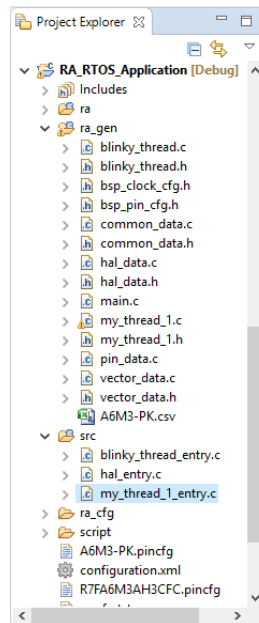 Project Explorer
RA_RTOS_Application [Debug]
Includes
ra
ra_gen
.c blinky_thread.c
.h blinky_thread.h
.h bsp_clock_cfg.h
.h bsp_pin_cfg.h
.c common_data.c
.h common_data.h
.c hal_data.c
.h hal_data.h
.c main.c
.c my_thread_1.c
.h my_thread_1.h
.c pin_data.c
.c vector_data.c
.h vector_data.h
A6M3-PK.csv
src
.c blinky_thread_entry.c
.c hal_entry.c
.c my_thread_1_entry.c
ra_cfg
script
A6M3-PK.pincfg
configuration.xml
R7FA6M3AH3CFC.pincfg